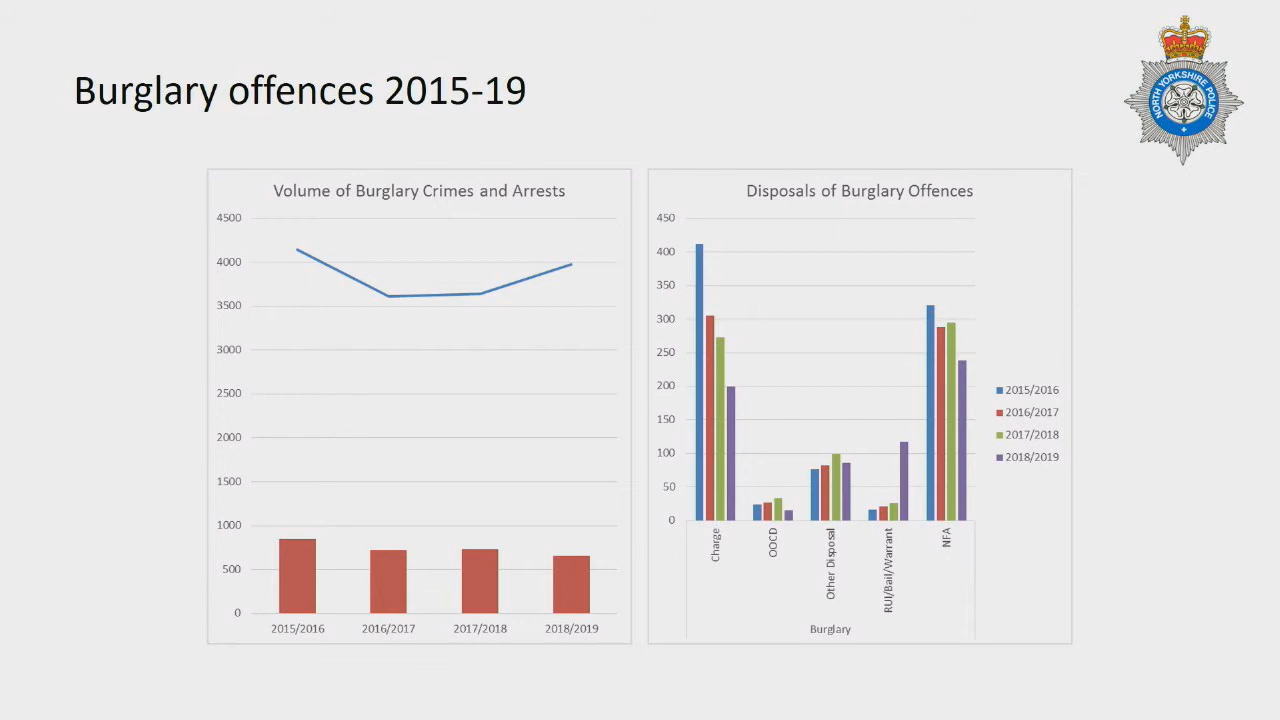 Burglary offences 2015-19
NORTH YORKSHIRE POLICE
Volume of Burglary Crimes and Arrests
4500
4000
3500
3000
2500
2000
1500
1000
500
0
2015/2016 2016/2017 2017/2018 2018/2019
Disposals of Burglary Offences
450
400
350
300
250
200
150
100
50
0
Charge
OOCD
Other Disposal
RUI/Bail/Warrant
NFA
Burglary
2015/2016
2016/2017
2017/2018
2018/2019